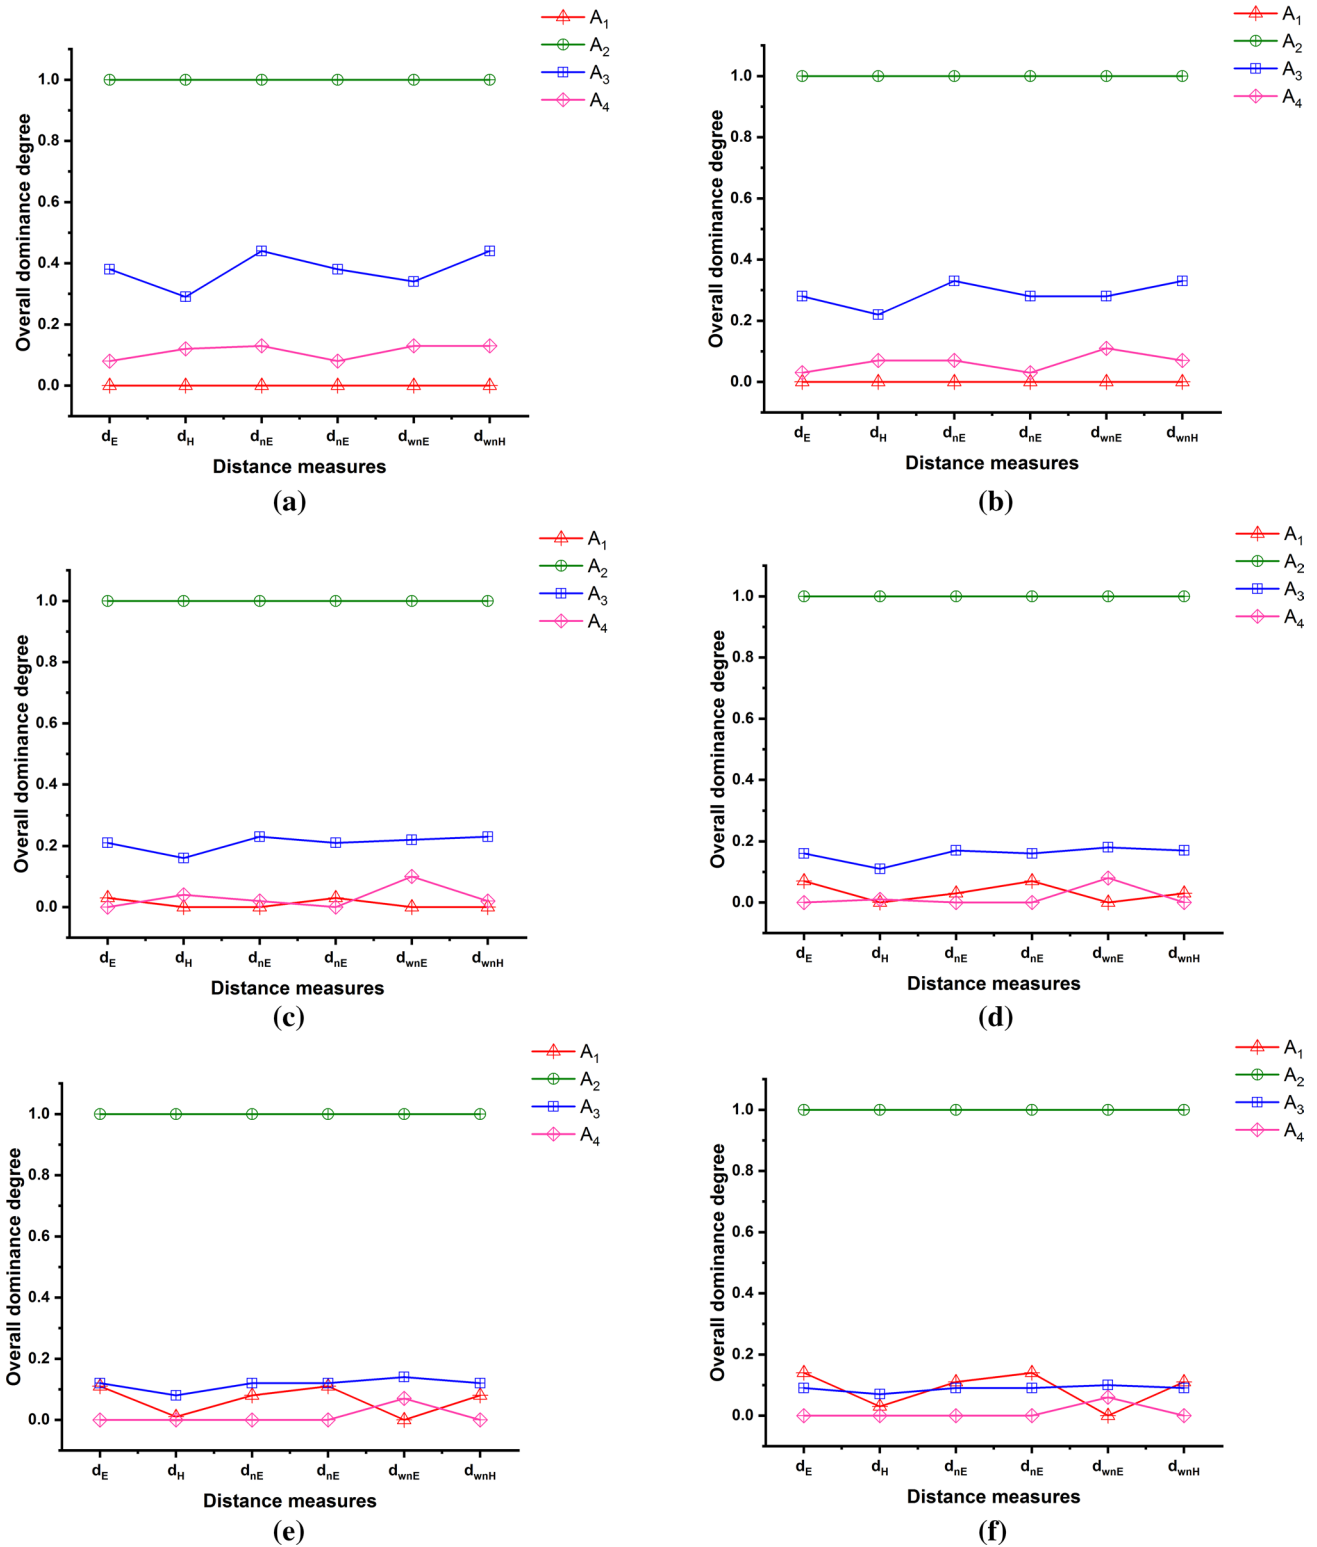 A1
A2
A3
A4
Overall dominance degree
1.0
0.8
0.6
0.4
0.2
0.0
dE dH dnE dnE dwnE dwnH
Distance measures
(a)
A1
A2
A3
A4
Overall dominance degree
1.0
0.8
0.6
0.4
0.2
0.0
dE dH dnE dnE dwnE dwnH
Distance measures
(b)
A1
A2
A3
A4
Overall dominance degree
1.0
0.8
0.6
0.4
0.2
0.0
dE dH dnE dnE dwnE dwnH
Distance measures
(c)
A1
A2
A3
A4
Overall dominance degree
1.0
0.8
0.6
0.4
0.2
0.0
dE dH dnE dnE dwnE dwnH
Distance measures
(d)
A1
A2
A3
A4
Overall dominance degree
1.0
0.8
0.6
0.4
0.2
0.0
dE dH dnE dnE dwnE dwnH
Distance measures
(e)
A1
A2
A3
A4
Overall dominance degree
1.0
0.8
0.6
0.4
0.2
0.0
dE dH dnE dnE dwnE dwnH
Distance measures
(f)